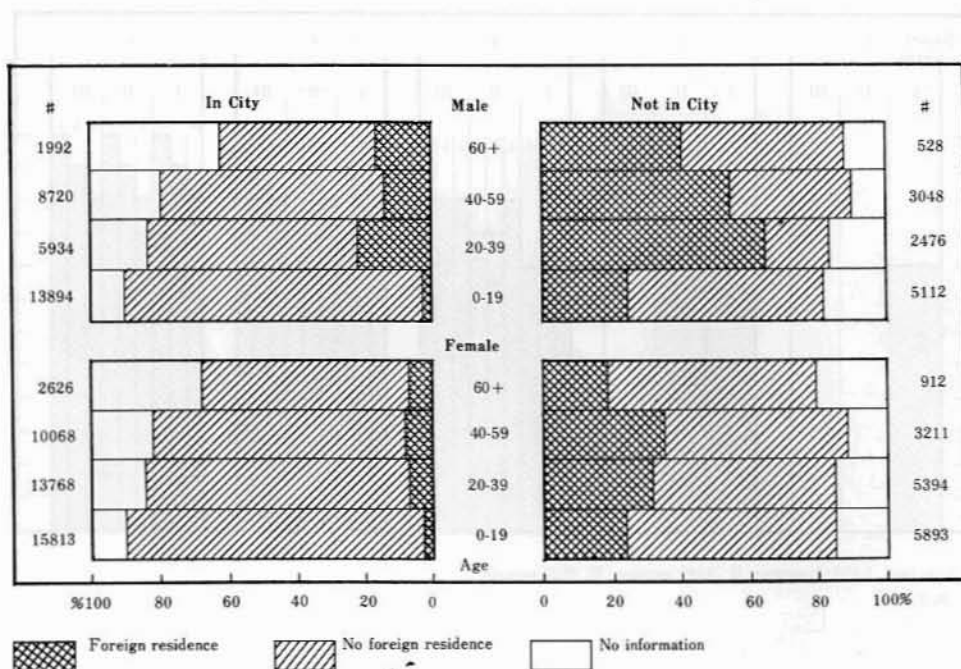 # In City Male Not in City #
1992 60+ 528
8720 40-59 3048
5934 20-39 2476
13894 0-19 5112
Female
2626 60+ 912
10068 40-59 3211
13768 20-39 5394
15813 0-19 5893
Age
%100 80 60 40 20 0 0 20 40 60 80 100%
Foreign residence No foreign residence No information